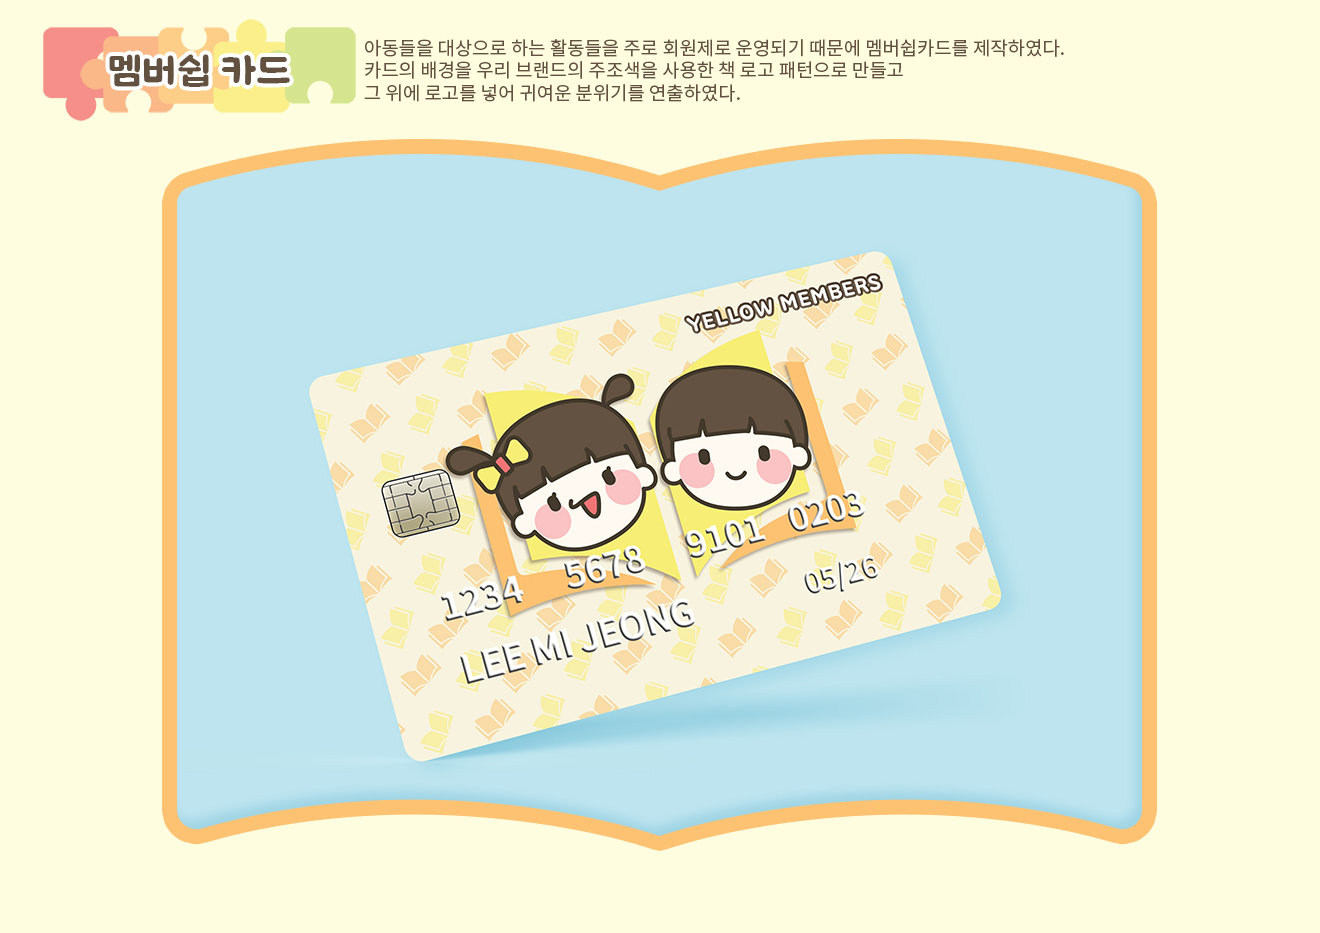 멤버쉽 카드
아동들을 대상으로 하는 활동들을 주로 회원제로 운영되기 때문에 멤버쉽카드를 제작하였다.
카드의 배경을 우리 브랜드의 주조색을 사용한 책 로고 패턴으로 만들고
그 위에 로고를 넣어 귀여운 분위기를 연출하였다.
YELLOW MEMBERS
1234 5678 9101 0203
05/26
LEE MI JEONG